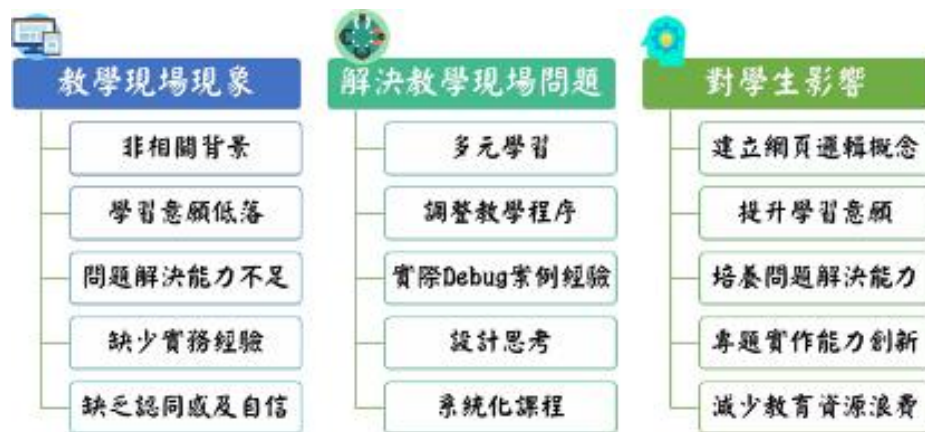 教學現場現象
非相關背景
學習意願低落
問題解決能力不足
缺少實務經驗
缺乏認同感及自信
解決教學現場問題
多元學習
調整教學程序
實際Debug案例經驗
設計思考
系統化課程
對學生影響
建立網頁邏輯概念
提升學習意願
培養問題解決能力
專題實作能力創新
減少教育資源浪費